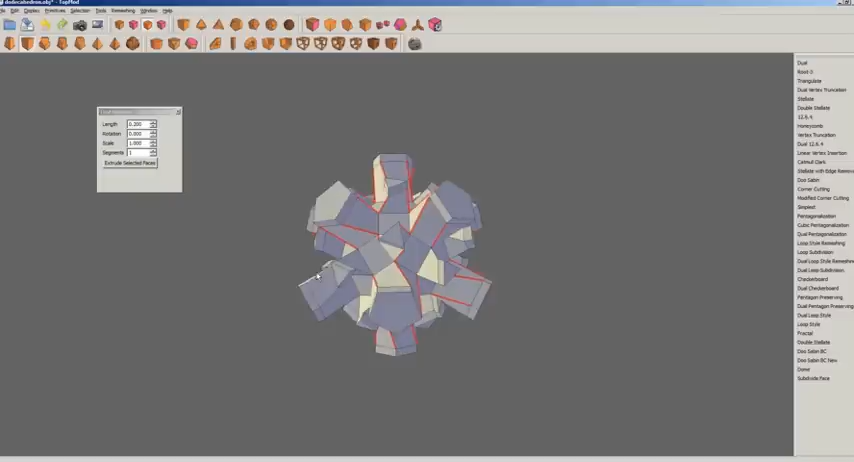 dodecahedron.obj* - TopMod
File Edit Display Primitives Selection Tools Remeshing Window Help
Length 0.200
Rotation 0.000
Scale 1.000
Segments 1
Extrude Selected Faces
Dual
Root 3
Triangulate
Dual Vertex Truncation
Stellate
Double Stellate
12.6.4
Honeycomb
Vertex Truncation
Dual 12.6.4
Linear Vertex Insertion
Catmull Clark
Stellate with Edge Remov
Doo Sabin
Corner Cutting
Modified Corner Cutting
Simplest
Pentagonalization
Cubic Pentagonalization
Dual Pentagonalization
Loop Style Remeshing
Loop Subdivision
Dual Loop Style Remeshin
Dual Loop Subdivision
Checkerboard
Dual Checkerboard
Pentagon Preserving
Dual Pentagon Preserving
Dual Loop Style
Loop Style
Fractal
Double Stellate
Doo Sabin BC
Doo Sabin BC New
Dome
Subdivide Face